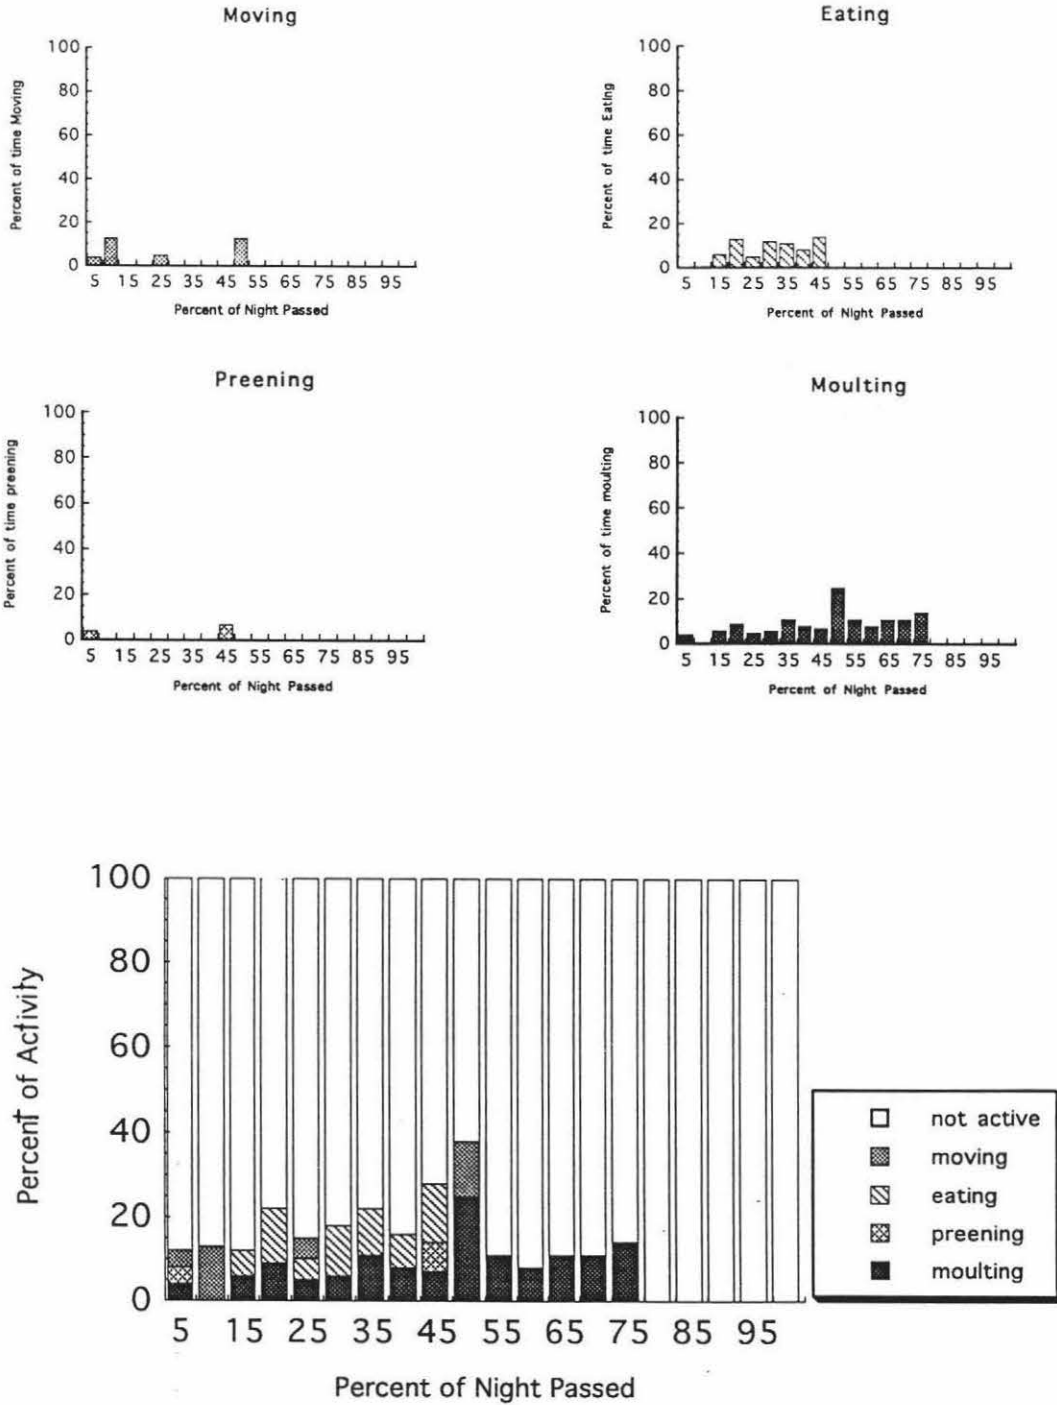 Moving
Percent of time Moving
100
80
60
40
20
0
5 15 25 35 45 55 65 75 85 95
Percent of Night Passed
Eating
Percent of time Eating
100
80
60
40
20
0
5 15 25 35 45 55 65 75 85 95
Percent of Night Passed
Preening
Percent of time preening
100
80
60
40
20
0
5 15 25 35 45 55 65 75 85 95
Percent of Night Passed
Moulting
Percent of time moulting
100
80
60
40
20
0
5 15 25 35 45 55 65 75 85 95
Percent of Night Passed
Percent of Activity
100
80
60
40
20
0
5 15 25 35 45 55 65 75 85 95
Percent of Night Passed
not active
moving
eating
preening
moulting